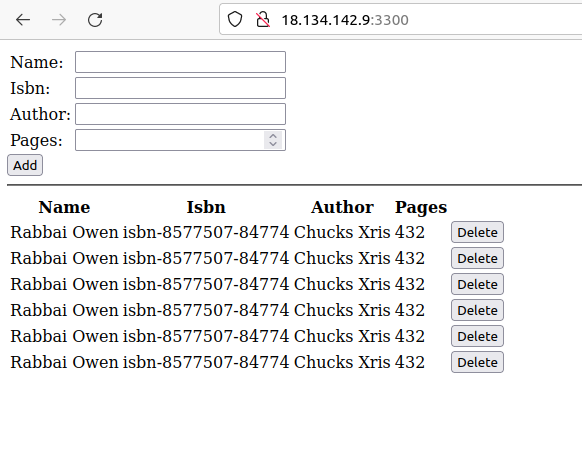 18.134.142.9:3300
Name:
Isbn:
Author:
Pages:
Add
Name Isbn Author Pages
Rabbai Owen isbn-8577507-84774 Chucks Xris 432 Delete
Rabbai Owen isbn-8577507-84774 Chucks Xris 432 Delete
Rabbai Owen isbn-8577507-84774 Chucks Xris 432 Delete
Rabbai Owen isbn-8577507-84774 Chucks Xris 432 Delete
Rabbai Owen isbn-8577507-84774 Chucks Xris 432 Delete
Rabbai Owen isbn-8577507-84774 Chucks Xris 432 Delete